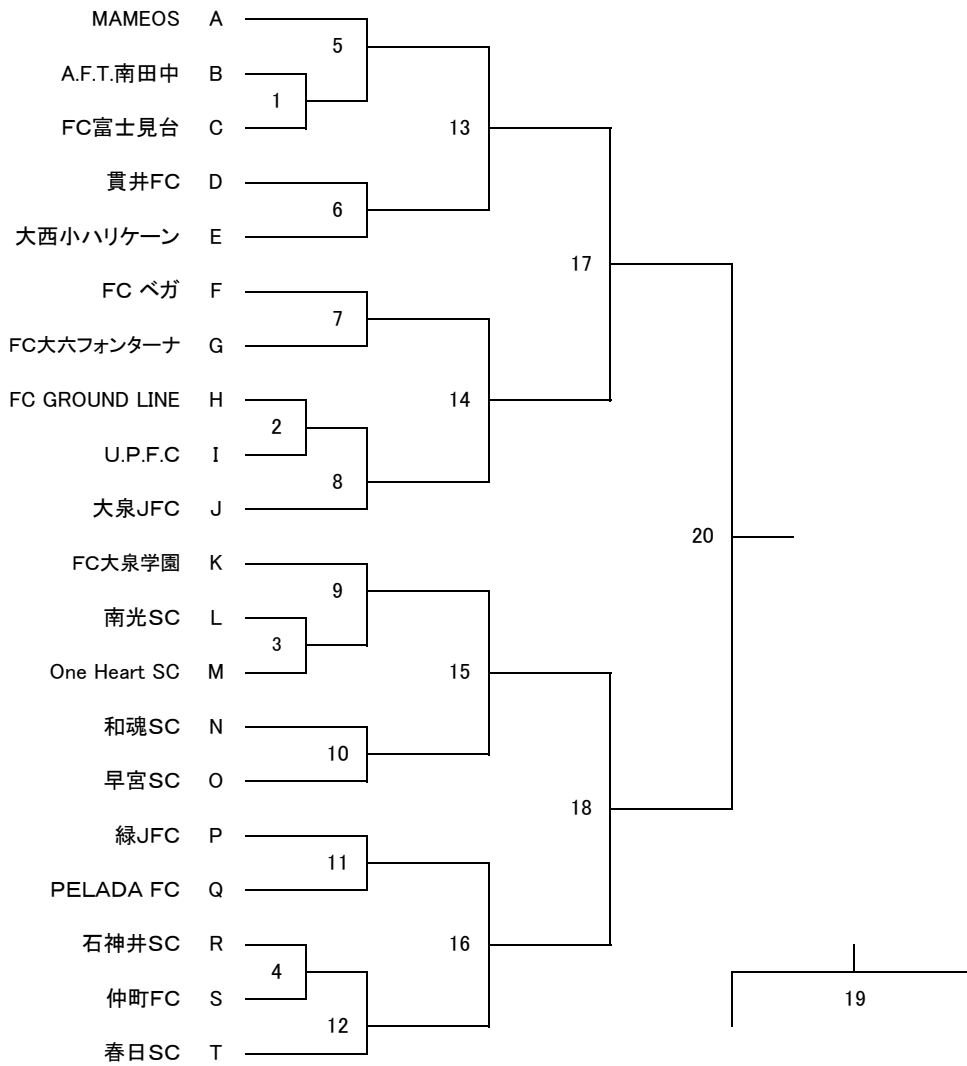 MAMEOS A
5
A.F.T.南田中 B
1
FC富士見台 C
13
貫井FC D
6
大西小ハリケーン E
17
FC ベガ F
7
FC大六フォンターナ G
FC GROUND LINE H
14
2
U.P.F.C I
8
大泉JFC J
20
FC大泉学園 K
9
南光SC L
3
One Heart SC M
15
和魂SC N
10
早宮SC O
18
緑JFC P
11
PELADA FC Q
石神井SC R
16
4
仲町FC S
19
12
春日SC T